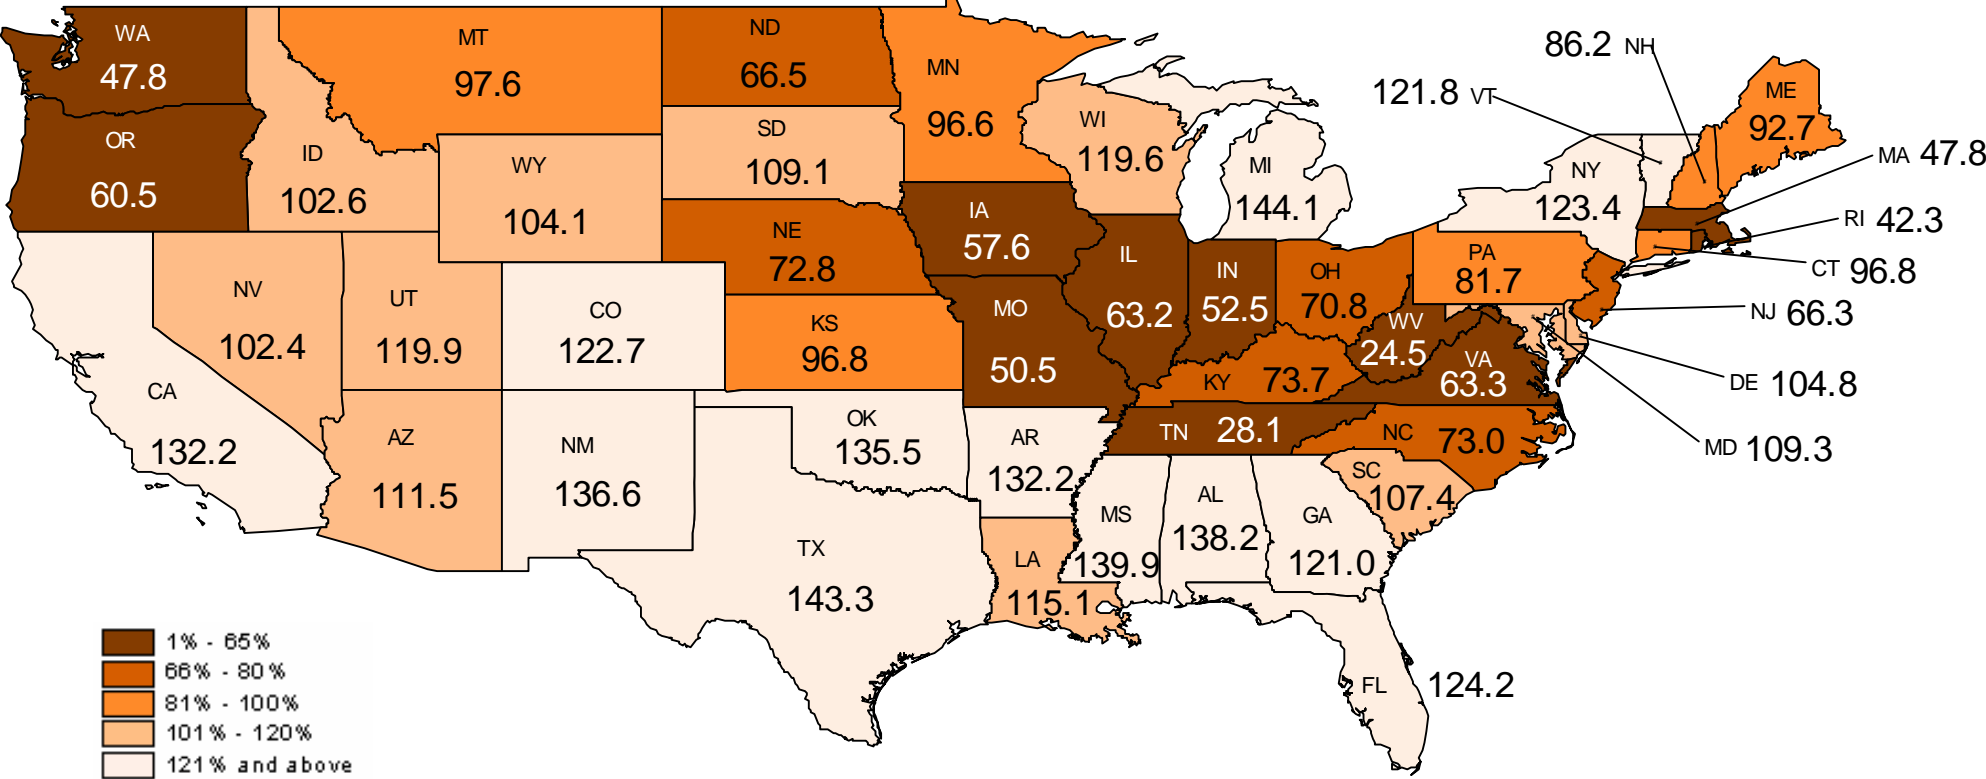 WA
47.8
OR
60.5
CA
132.2
ID
102.6
NV
102.4
MT
97.6
WY
104.1
UT
119.9
AZ
111.5
CO
122.7
NM
136.6
ND
66.5
SD
109.1
NE
72.8
KS
96.8
OK
135.5
TX
143.3
MN
96.6
IA
57.6
MO
50.5
AR
132.2
LA
115.1
WI
119.6
IL
63.2
MI
144.1
IN
52.5
OH
70.8
KY 73.7
TN 28.1
MS
139.9
AL
138.2
GA
121.0
FL 124.2
SC
107.4
NC 73.0
VA
63.3
WV
24.5
PA
81.7
NY
123.4
121.8 VT
86.2 NH
ME
92.7
MA 47.8
RI 42.3
CT 96.8
NJ 66.3
DE 104.8
MD 109.3
1% - 65%
66% - 80%
81% - 100%
101% - 120%
121% and above